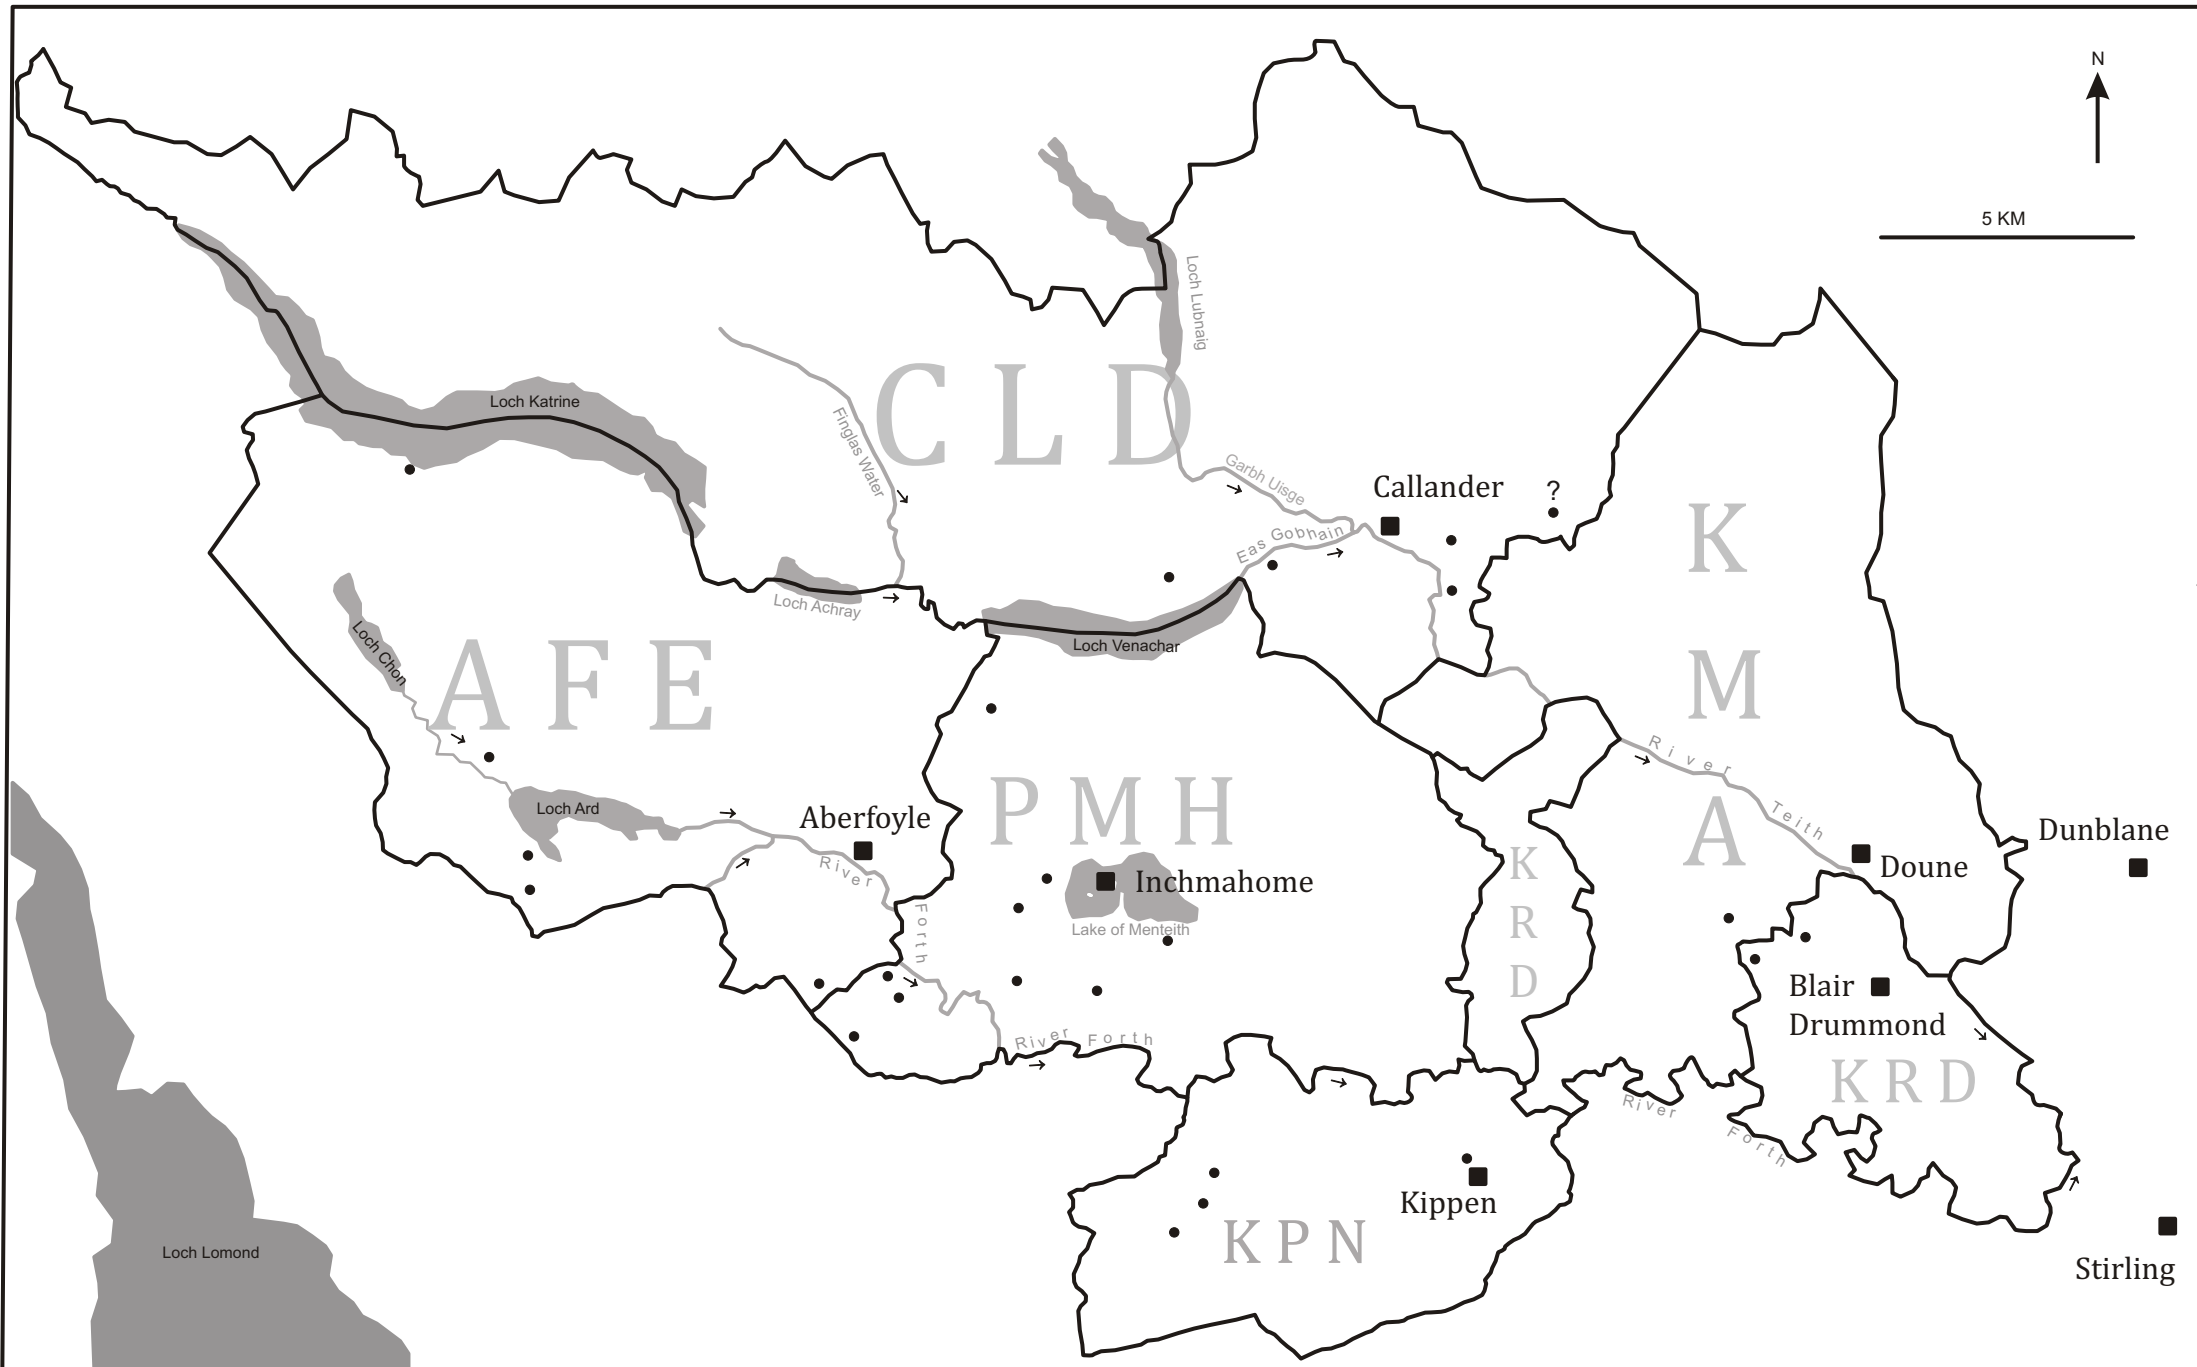 N
5 KM
Loch Lubnaig
Loch Katrine
CLD
Finglas Water
Garbh Uisge
Callander
?
Eas Gobhain
K
M
A
Loch Achray
Loch Venachar
Loch Chon
AFE
River
Teith
PMH
Loch Ard
Aberfoyle
River
Forth
Inchmahome
Lake of Menteith
K
R
D
Doune
Dunblane
Blair
Drummond
KRD
River Forth
River
Forth
Kippen
KPN
Loch Lomond
Stirling